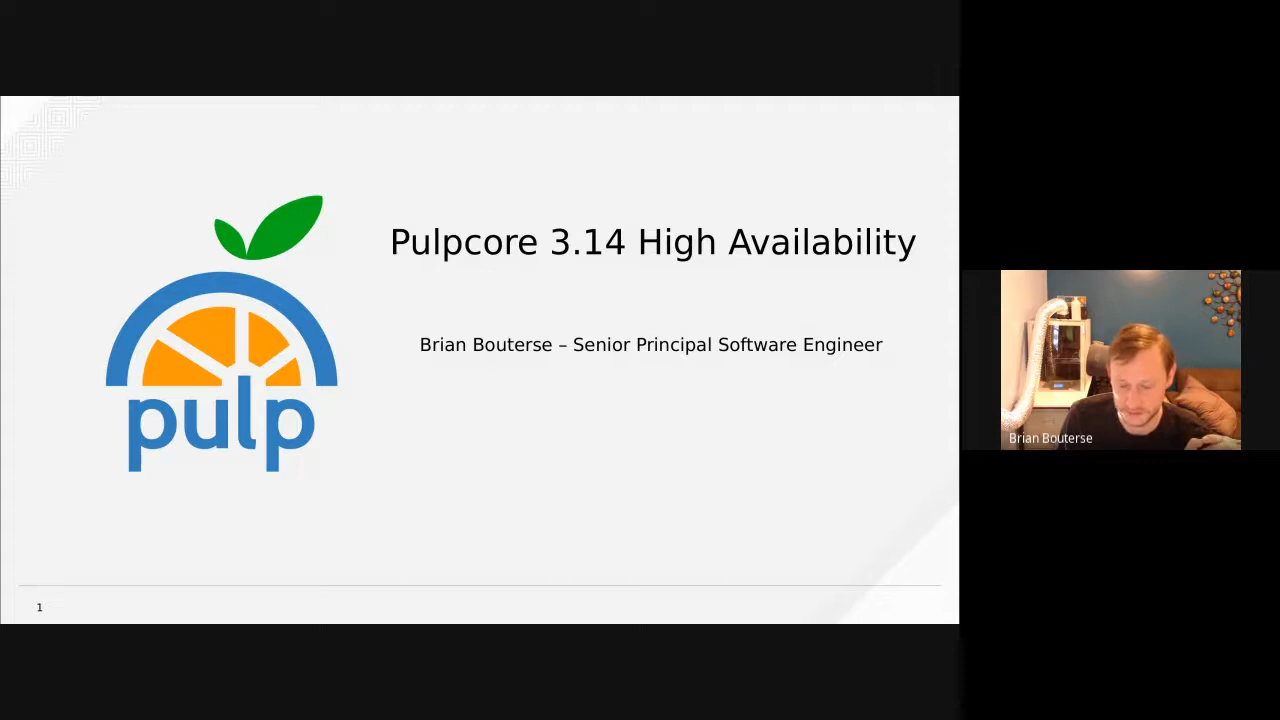 Pulpcore 3.14 High Availability
Brian Bouterse – Senior Principal Software Engineer
pulp
1
Brian Bouterse